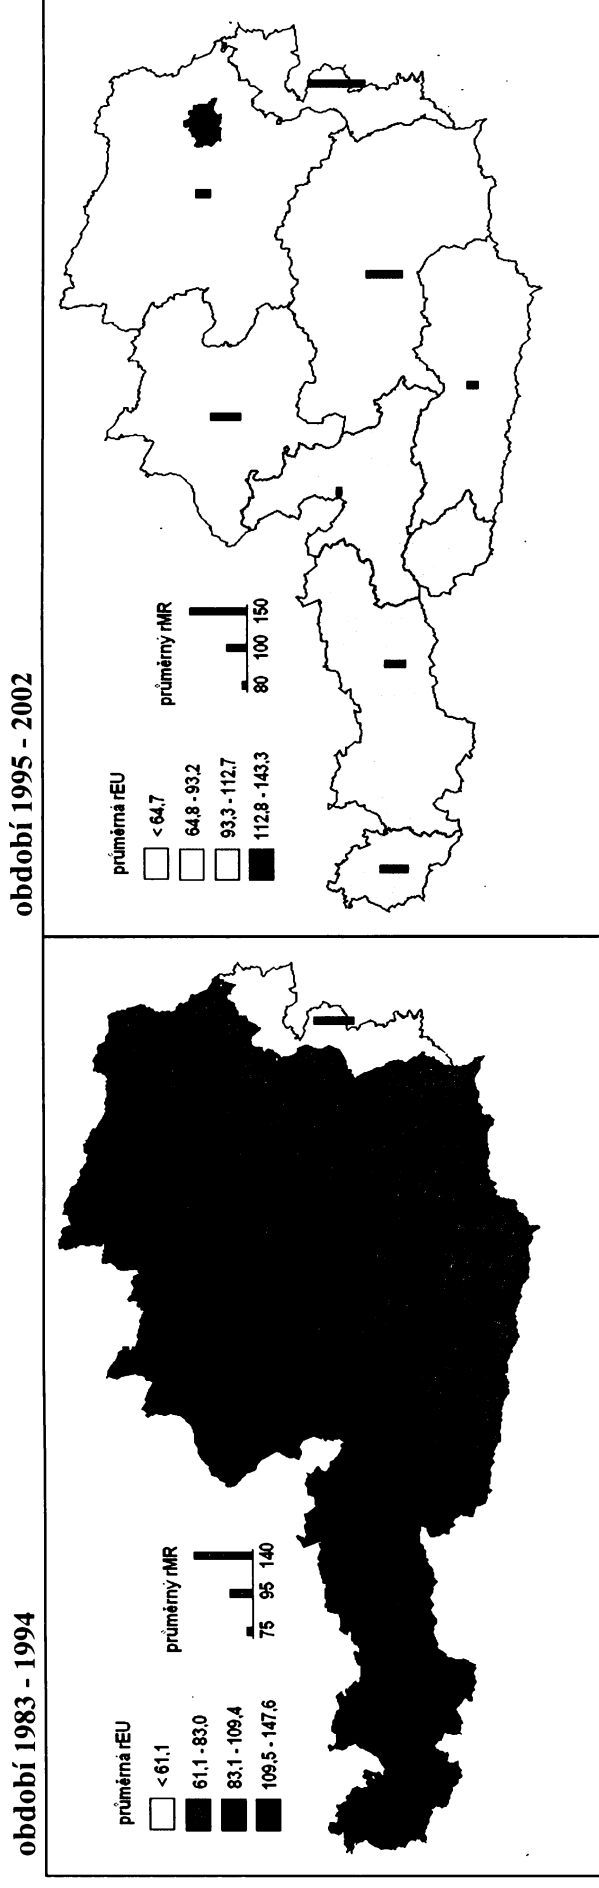 období 1983 - 1994
průměrná rEU
< 61,1
61,1 - 83,0
83,1 - 109,4
109,5 - 147,6
průměrný rMR
75 95 140
období 1995 - 2002
průměrná rEU
< 64,7
64,8 - 93,2
93,3 - 112,7
112,8 - 143,3
průměrný rMR
80 100 150